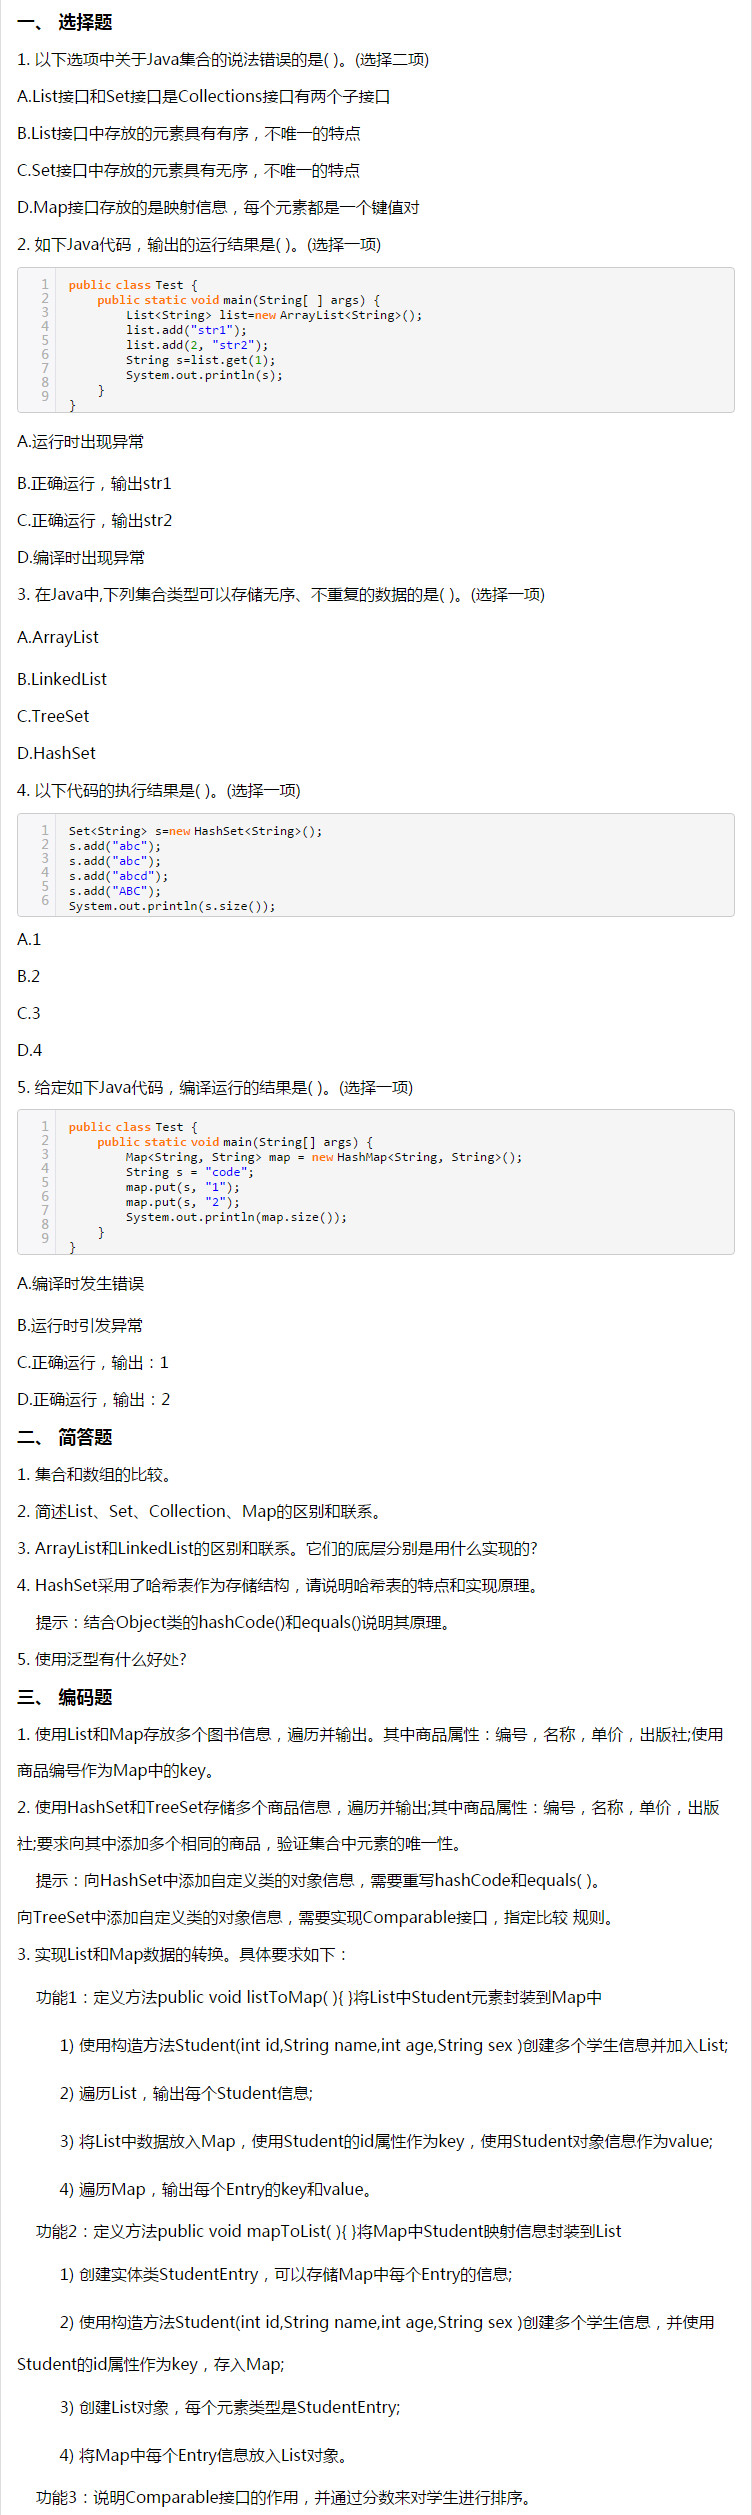 一、 选择题
1. 以下选项中关于Java集合的说法错误的是( )。(选择二项)
A.List接口和Set接口是Collections接口有两个子接口
B.List接口中存放的元素具有有序，不唯一的特点
C.Set接口中存放的元素具有无序，不唯一的特点
D.Map接口存放的是映射信息，每个元素都是一个键值对
2. 如下Java代码，输出的运行结果是( )。(选择一项)
1 public class Test {
2     public static void main(String[ ] args) {
3         List<String> list=new ArrayList<String>();
4         list.add("str1");
5         list.add(2, "str2");
6         String s=list.get(1);
7         System.out.println(s);
8     }
9 }
A.运行时出现异常
B.正确运行，输出str1
C.正确运行，输出str2
D.编译时出现异常
3. 在Java中,下列集合类型可以存储无序、不重复的数据的是( )。(选择一项)
A.ArrayList
B.LinkedList
C.TreeSet
D.HashSet
4. 以下代码的执行结果是( )。(选择一项)
1 Set<String> s=new HashSet<String>();
2 s.add("abc");
3 s.add("abc");
4 s.add("abcd");
5 s.add("ABC");
6 System.out.println(s.size());
A.1
B.2
C.3
D.4
5. 给定如下Java代码，编译运行的结果是( )。(选择一项)
1 public class Test {
2     public static void main(String[] args) {
3         Map<String, String> map = new HashMap<String, String>();
4         String s = "code";
5         map.put(s, "1");
6         map.put(s, "2");
7         System.out.println(map.size());
8     }
9 }
A.编译时发生错误
B.运行时引发异常
C.正确运行，输出：1
D.正确运行，输出：2
二、 简答题
1. 集合和数组的比较。
2. 简述List、Set、Collection、Map的区别和联系。
3. ArrayList和LinkedList的区别和联系。它们的底层分别是用什么实现的?
4. HashSet采用了哈希表作为存储结构，请说明哈希表的特点和实现原理。
提示：结合Object类的hashCode()和equals()说明其原理。
5. 使用泛型有什么好处?
三、 编码题
1. 使用List和Map存放多个图书信息，遍历并输出。其中商品属性：编号，名称，单价，出版社;使用
商品编号作为Map中的key。
2. 使用HashSet和TreeSet存储多个商品信息，遍历并输出;其中商品属性：编号，名称，单价，出版
社;要求向其中添加多个相同的商品，验证集合中元素的唯一性。
提示：向HashSet中添加自定义类的对象信息，需要重写hashCode和equals( )。
向TreeSet中添加自定义类的对象信息，需要实现Comparable接口，指定比较 规则。
3. 实现List和Map数据的转换。具体要求如下：
功能1：定义方法public void listToMap( ){ }将List中Student元素封装到Map中
1) 使用构造方法Student(int id,String name,int age,String sex )创建多个学生信息并加入List;
2) 遍历List，输出每个Student信息;
3) 将List中数据放入Map，使用Student的id属性作为key，使用Student对象信息作为value;
4) 遍历Map，输出每个Entry的key和value。
功能2：定义方法public void mapToList( ){ }将Map中Student映射信息封装到List
1) 创建实体类StudentEntry，可以存储Map中每个Entry的信息;
2) 使用构造方法Student(int id,String name,int age,String sex )创建多个学生信息，并使用
Student的id属性作为key，存入Map;
3) 创建List对象，每个元素类型是StudentEntry;
4) 将Map中每个Entry信息放入List对象。
功能3：说明Comparable接口的作用，并通过分数来对学生进行排序。